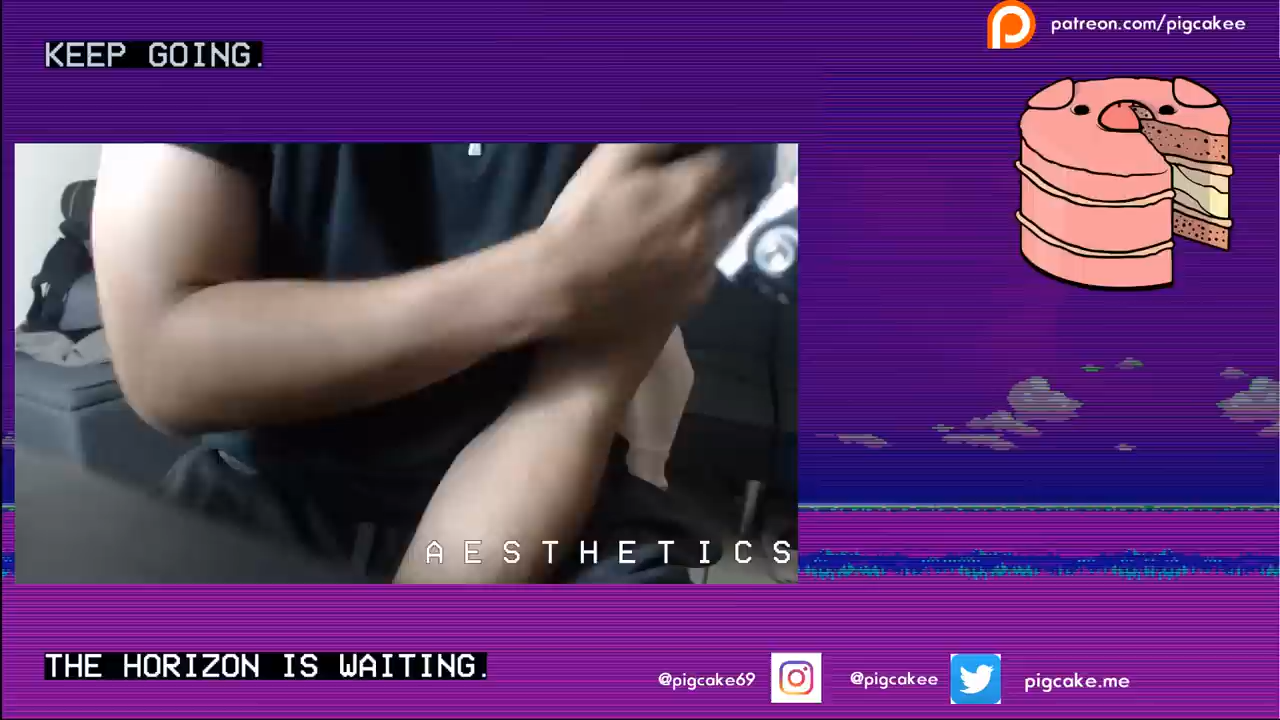 KEEP GOING.
patreon.com/pigcakee
A E S T H E T I C S
THE HORIZON IS WAITING.
@pigcake69
@pigcakee
pigcake.me